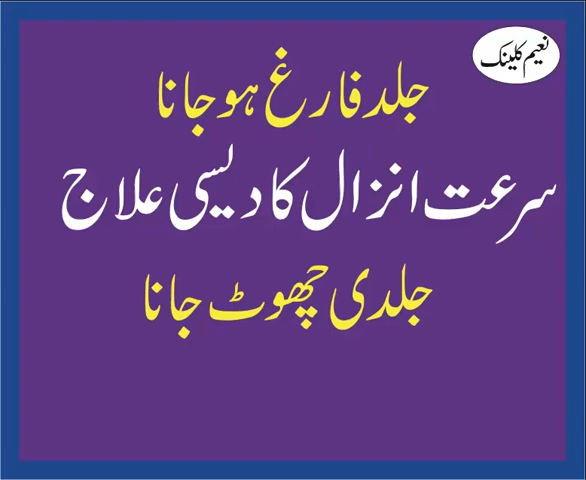 نعیم کلینک
جلد فارغ ہو جانا
سرعت انزال کا دیسی علاج
جلدی چھوٹ جانا